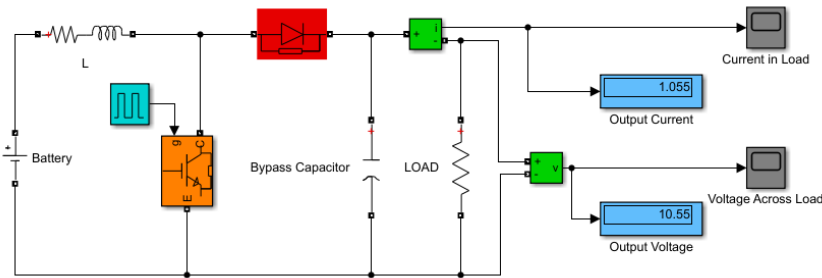 L
Battery
g
C
E
Bypass Capacitor
LOAD
+
i
-
Current in Load
1.055
Output Current
+
v
-
Voltage Across Load
10.55
Output Voltage